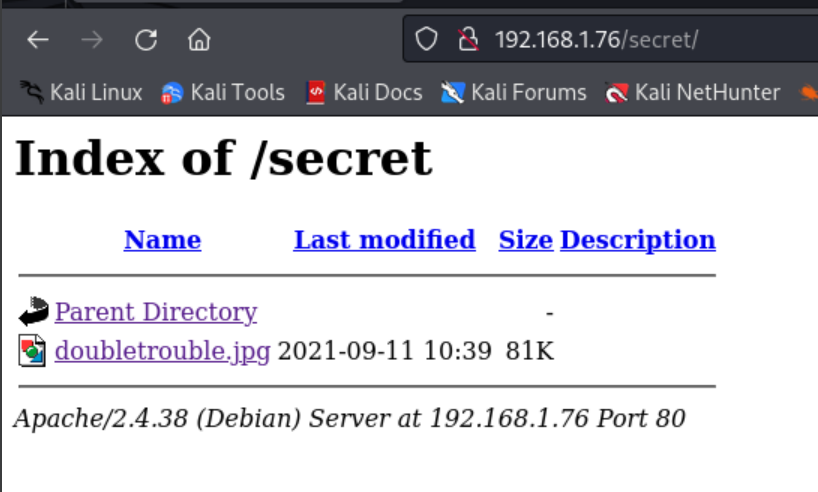 192.168.1.76/secret/
Kali Linux Kali Tools Kali Docs Kali Forums Kali NetHunter
Index of /secret
Name Last modified Size Description
Parent Directory -
doubletrouble.jpg 2021-09-11 10:39 81K
Apache/2.4.38 (Debian) Server at 192.168.1.76 Port 80